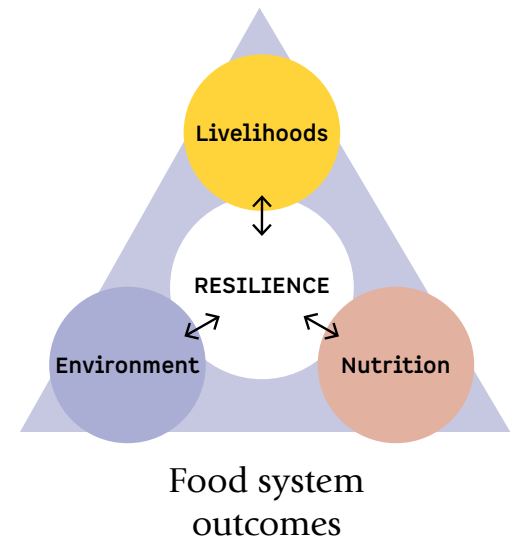 Livelihoods
RESILIENCE
Environment
Nutrition
Food system
outcomes